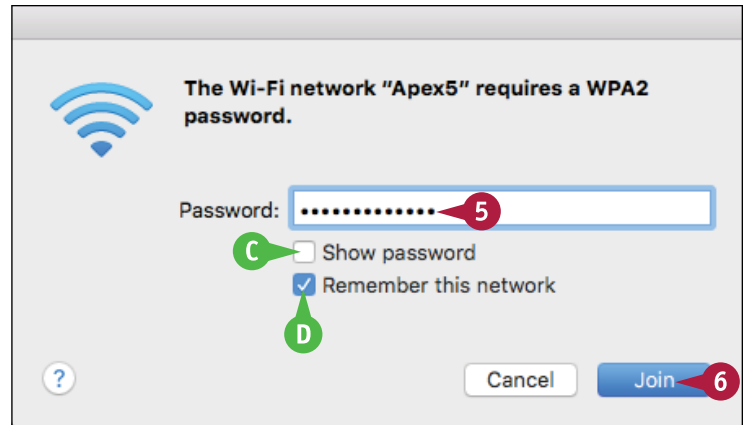 The Wi-Fi network “Apex5” requires a WPA2
password.
Password: ••••••••••••• 5
C Show password
Remember this network
D
? Cancel Join 6